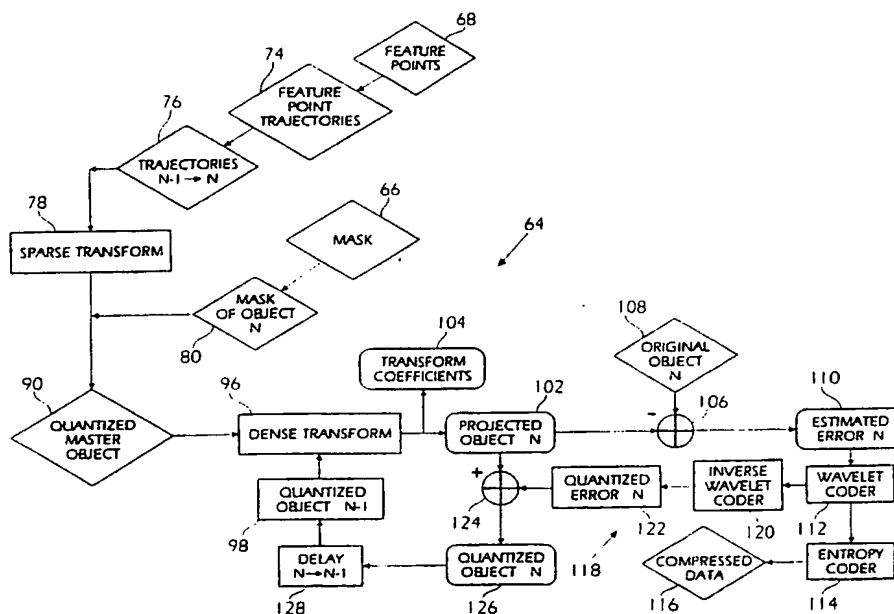 68
FEATURE
POINTS
74
FEATURE
POINT
TRAJECTORIES
76
TRAJECTORIES
N-1→N
78
SPARSE TRANSFORM
66
MASK
64
MASK
OF OBJECT
N
80
104
TRANSFORM
COEFFICIENTS
108
ORIGINAL
OBJECT
N
90
QUANTIZED
MASTER
OBJECT
96
DENSE TRANSFORM
102
PROJECTED
OBJECT N
-
106
110
ESTIMATED
ERROR N
QUANTIZED
OBJECT N-1
98
+
124
QUANTIZED
ERROR N
122
INVERSE
WAVELET
CODER
120
WAVELET
CODER
112
118
DELAY
N→N-1
128
QUANTIZED
OBJECT N
126
COMPRESSED
DATA
116
ENTROPY
CODER
114